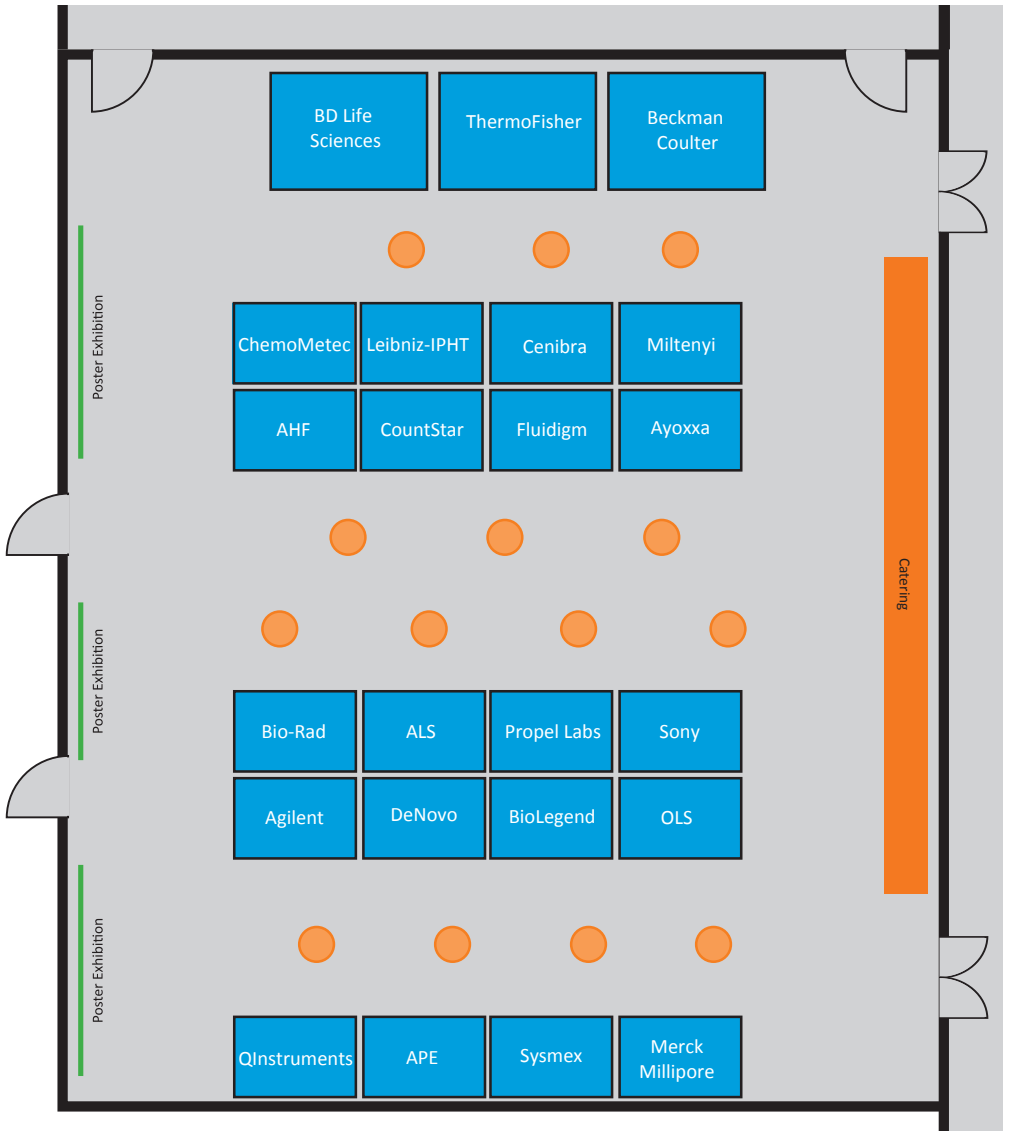 BD Life
Sciences
ThermoFisher
Beckman
Coulter
Poster Exhibition
ChemoMetec
Leibniz-IPHT
Cenibra
Miltenyi
AHF
CountStar
Fluidigm
Ayoxxa
Catering
Poster Exhibition
Bio-Rad
ALS
Propel Labs
Sony
Agilent
DeNovo
BioLegend
OLS
Poster Exhibition
QInstruments
APE
Sysmex
Merck
Millipore